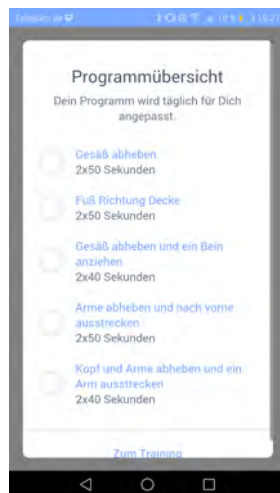 Telekom.de
Programmübersicht
Dein Programm wird täglich für Dich
angepasst.
Gesäß abheben
2x50 Sekunden
Fuß Richtung Decke
2x50 Sekunden
Gesäß abheben und ein Bein
anziehen
2x40 Sekunden
Arme abheben und nach vorne
ausstrecken
2x50 Sekunden
Kopf und Arme abheben und ein
Arm ausstrecken
2x40 Sekunden
Zum Training